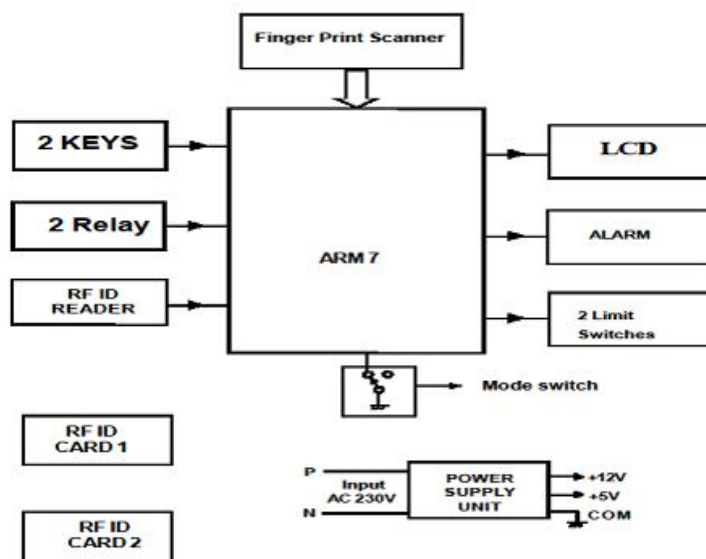 Finger Print Scanner
2 KEYS
2 Relay
RF ID
READER
ARM 7
LCD
ALARM
2 Limit
Switches
Mode switch
RF ID
CARD 1
RF ID
CARD 2
P
Input
AC 230V
N
POWER
SUPPLY
UNIT
+12V
+5V
COM